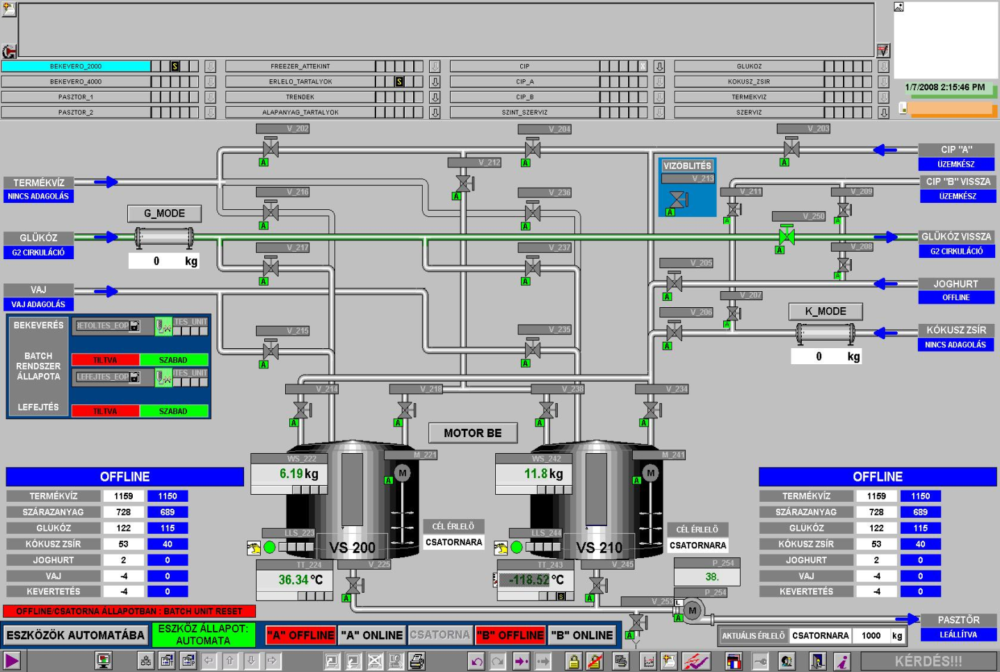 BEKEVERO_2000 S
FREEZER_ATTEKINT
CIP X
GLUKOZ
BEKEVERO_4000
ERLELO_TARTALYOK S
CIP_A
KOKUSZ_ZSIR
1/7/2008 2:15:46 PM
PASZTOR_1
TRENDEK
CIP_B
TERMEKVIZ
PASZTOR_2
ALAPANYAG_TARTALYOK
SZINT_SZERVIZ
SZERVIZ
V_202
V_204
V_203
A
A
A
CIP "A"
ÜZEMKÉSZ
V_212
A
VIZÖBLITÉS
V_213
A
TERMÉKVÍZ
NINCS ADAGOLÁS
CIP "B" VISSZA
ÜZEMKÉSZ
V_216
A
V_236
A
V_211
A
V_209
A
G_MODE
V_250
A
GLÜKÓZ
G2 CIRKULÁCIÓ
0 kg
GLÜKÓZ VISSZA
G2 CIRKULÁCIÓ
V_217
A
V_237
A
V_208
A
V_205
A
VAJ
VAJ ADAGOLÁS
JOGHURT
OFFLINE
V_207
A
K_MODE
V_206
A
KÓKUSZ ZSÍR
NINCS ADAGOLÁS
0 kg
BEKEVERÉS
BATCH
RENDSZER
ÁLLAPOTA
LEFEJTÉS
BETOLTES_EOP
TES_UNIT
TILTVA SZABAD
LEFEJTES_EOP
TES_UNIT
TILTVA SZABAD
V_215
A
V_235
A
V_214
A
V_218
A
V_238
A
V_234
A
MOTOR BE
WS_222
6.19 kg
M_221
M
A
WS_242
11.8 kg
M_241
M
A
OFFLINE
TERMÉKVÍZ 1159 1150
SZÁRAZANYAG 728 689
GLÜKÓZ 122 115
KÓKUSZ ZSÍR 53 40
JOGHURT 2 0
VAJ -4 0
KEVERTETÉS -4 0
CÉL ÉRLELÖ
CSATORNARA
CÉL ÉRLELÖ
CSATORNARA
OFFLINE
TERMÉKVÍZ 1159 1150
SZÁRAZANYAG 728 689
GLÜKÓZ 122 115
KÓKUSZ ZSÍR 53 40
JOGHURT 2 0
VAJ -4 0
KEVERTETÉS -4 0
LLS_223
VS 200
LLS_244
VS 210
TT_224
36.34 °C
V_225
A
TT_243
-118.52 °C
S
V_245
A
P_254
38.
P_254
L
M
A
V_253
A
OFFLINE/CSATORNA ÁLLAPOTBAN : BATCH UNIT RESET
PASZTÖR
LEÁLLÍTVA
ESZKÖZÖK AUTOMATÁBA
ESZKÖZ ÁLLAPOT:
AUTOMATA
"A" OFFLINE
"A" ONLINE
CSATORNA
"B" OFFLINE
"B" ONLINE
AKTUÁLIS ÉRLELÖ CSATORNARA 1000 kg
KÉRDÉS!!!